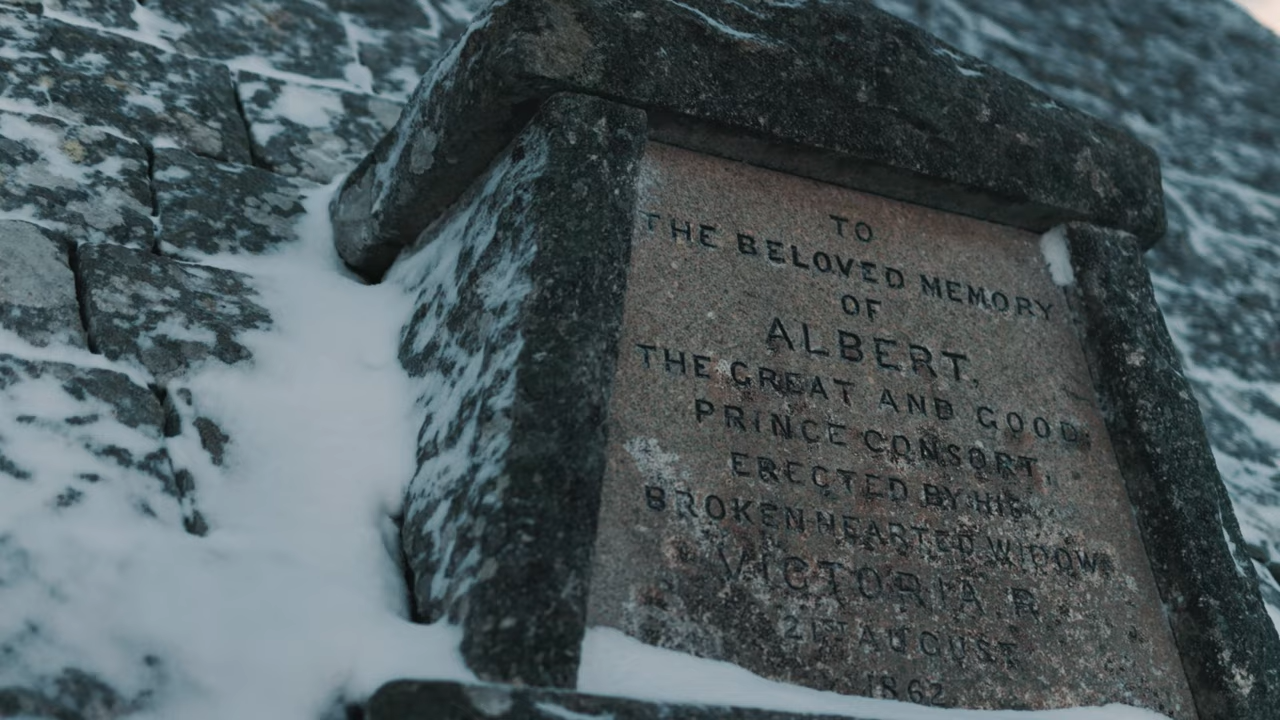 TO
THE BELOVED MEMORY
OF
ALBERT.
THE GREAT AND GOOD;
PRINCE CONSORT,
ERECTED BY HIS
BROKEN HEARTED WIDOW
VICTORIA R.
21ST AUGUST
1862